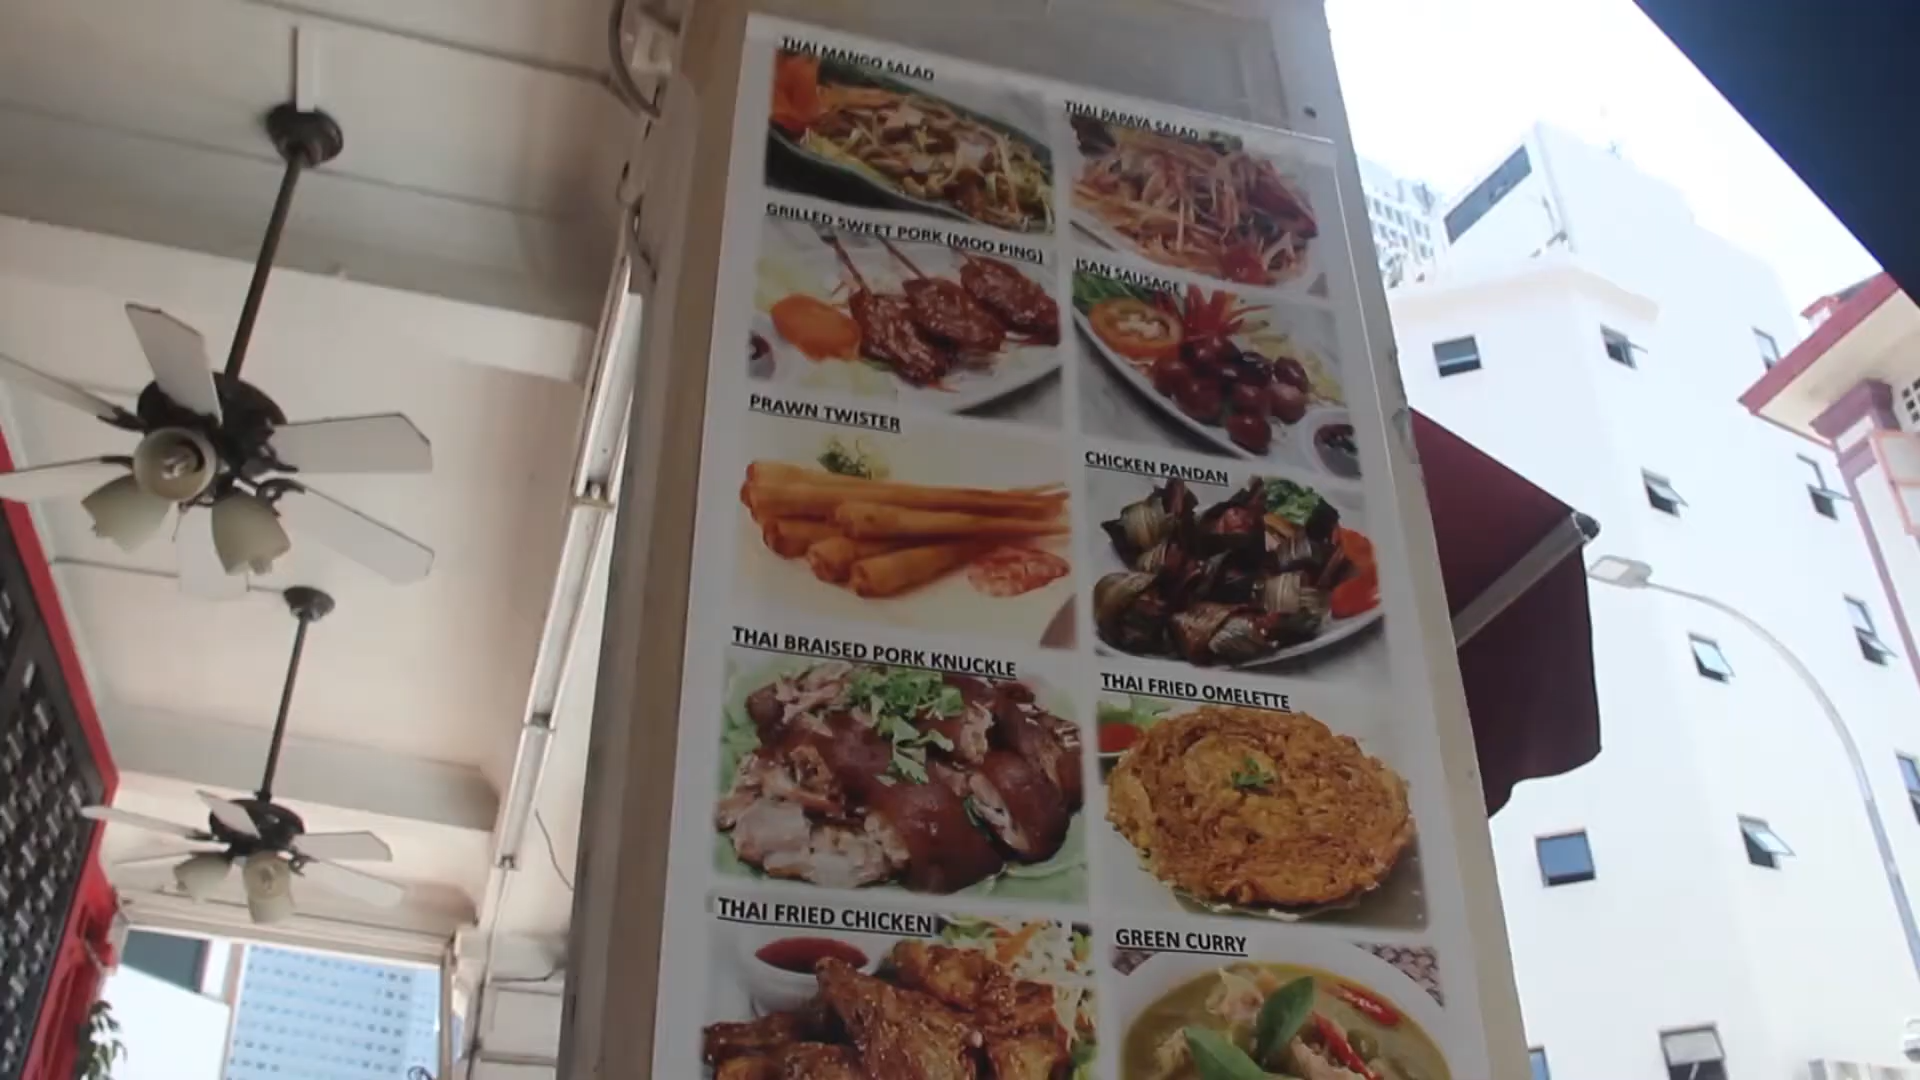 THAI MANGO SALAD
THAI PAPAYA SALAD
GRILLED SWEET PORK (MOO PING)
ISAN SAUSAGE
PRAWN TWISTER
CHICKEN PANDAN
THAI BRAISED PORK KNUCKLE
THAI FRIED OMELETTE
THAI FRIED CHICKEN
GREEN CURRY